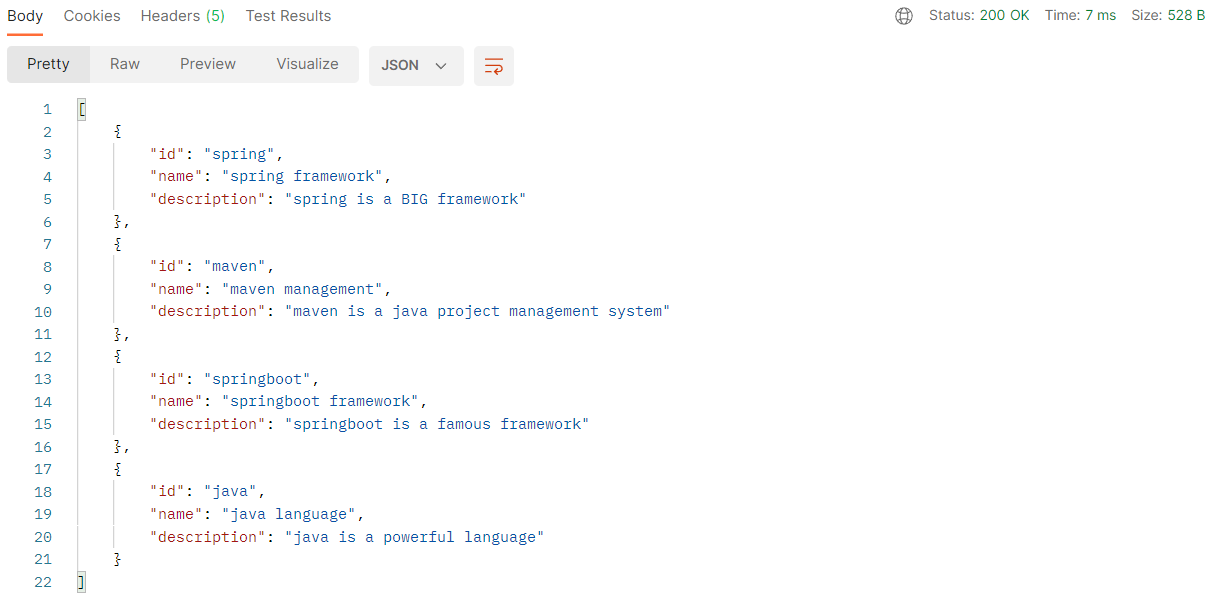 Body Cookies Headers (5) Test Results Status: 200 OK Time: 7 ms Size: 528 B
Pretty Raw Preview Visualize JSON
1 [
2 {
3 "id": "spring",
4 "name": "spring framework",
5 "description": "spring is a BIG framework"
6 },
7 {
8 "id": "maven",
9 "name": "maven management",
10 "description": "maven is a java project management system"
11 },
12 {
13 "id": "springboot",
14 "name": "springboot framework",
15 "description": "springboot is a famous framework"
16 },
17 {
18 "id": "java",
19 "name": "java language",
20 "description": "java is a powerful language"
21 }
22 ]